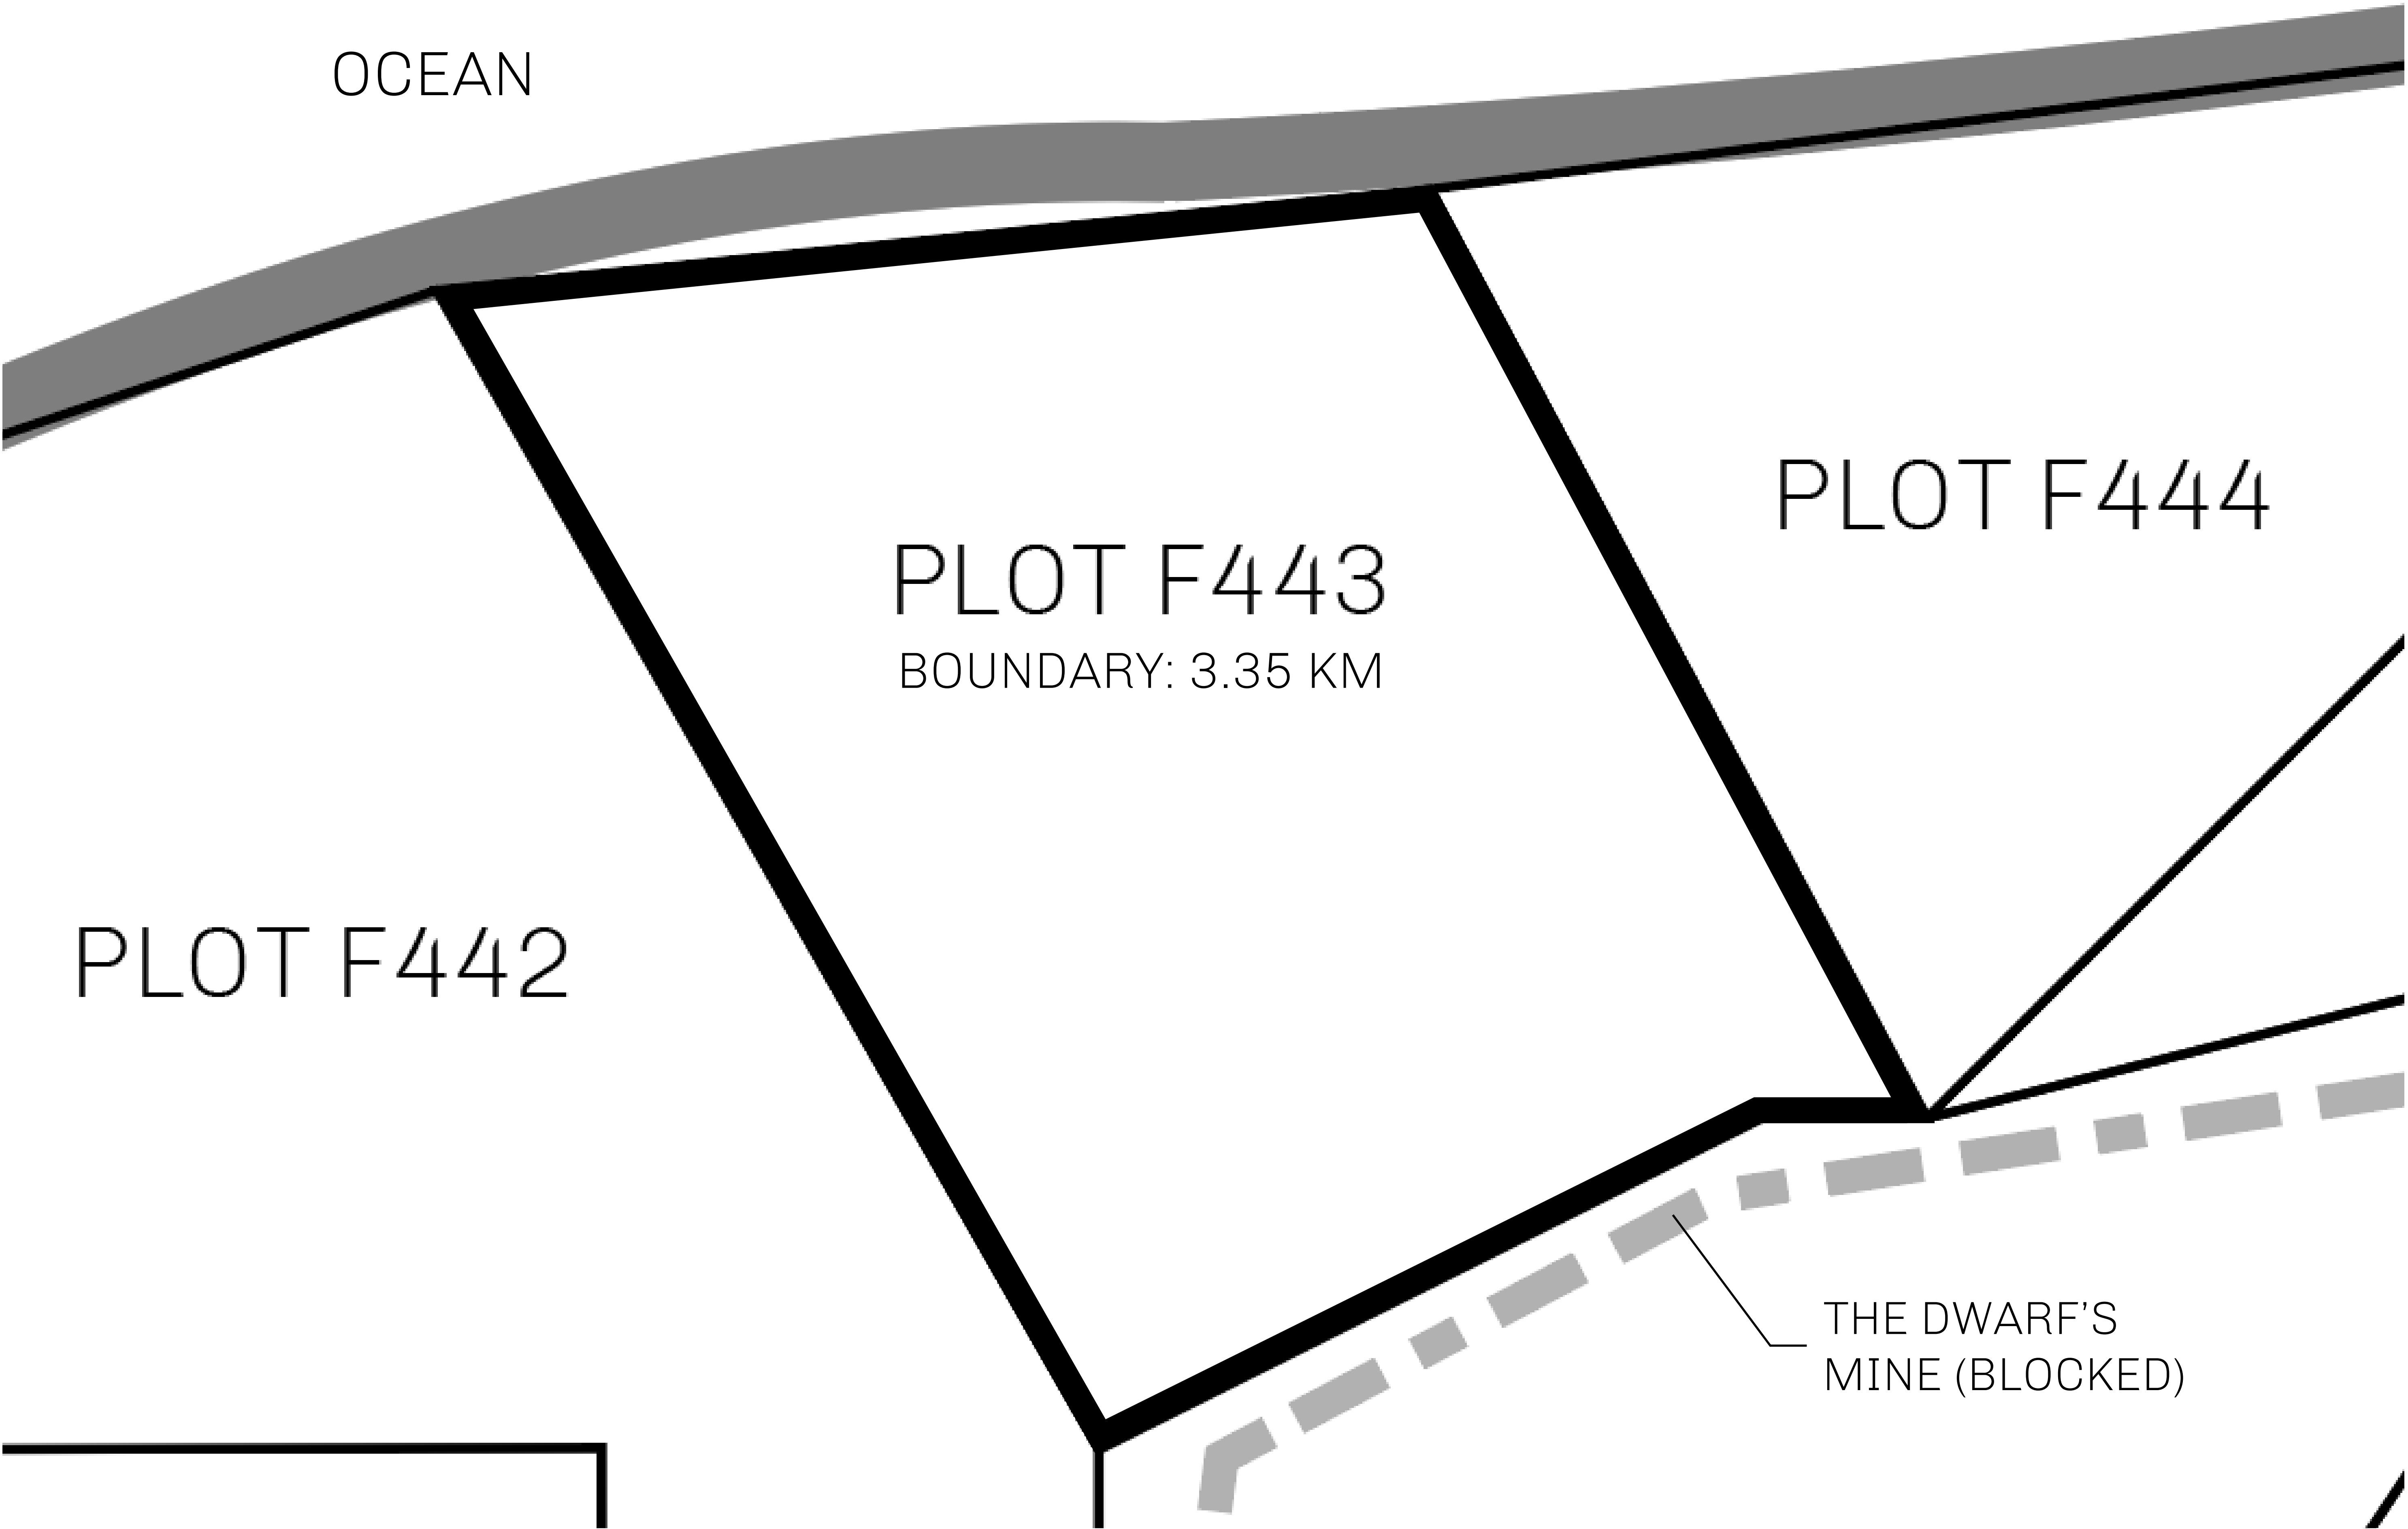 OCEAN
PLOT F444
PLOT F443
BOUNDARY: 3.35 KM
PLOT F442
THE DWARF'S
MINE (BLOCKED)